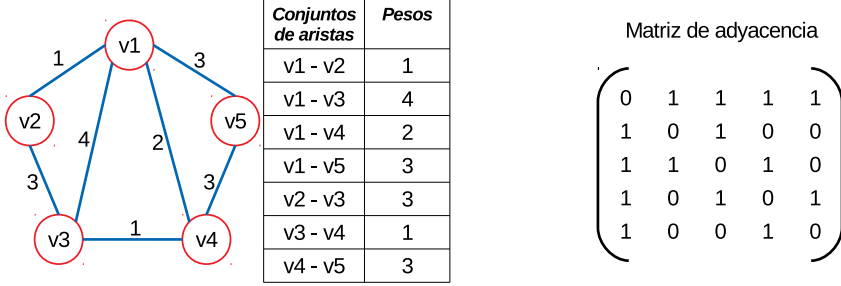 v1
1
3
v2
v5
4
2
3
3
v3
1
v4
Conjuntos de aristas Pesos
v1 - v2 1
v1 - v3 4
v1 - v4 2
v1 - v5 3
v2 - v3 3
v3 - v4 1
v4 - v5 3
Matriz de adyacencia
0 1 1 1 1
1 0 1 0 0
1 1 0 1 0
1 0 1 0 1
1 0 0 1 0